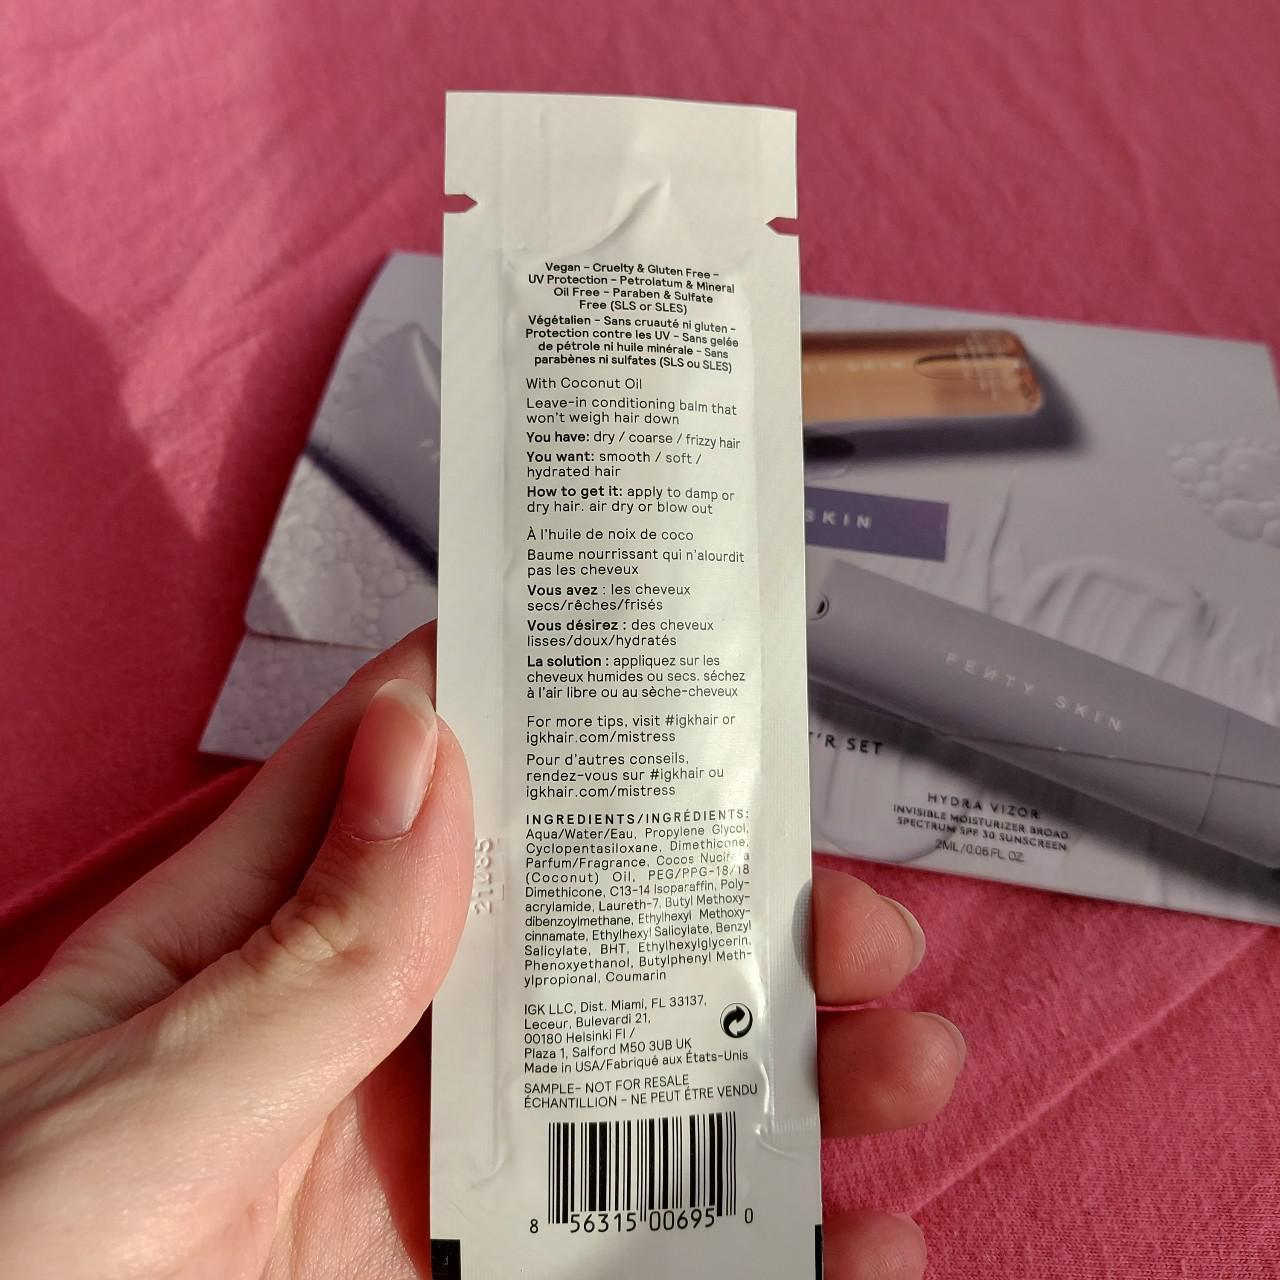 Vegan – Cruelty & Gluten Free –
UV Protection – Petrolatum & Mineral
Oil Free – Paraben & Sulfate
Free (SLS or SLES)
Végétalien – Sans cruauté ni gluten –
Protection contre les UV – Sans gelée
de pétrole ni huile minérale – Sans
parabènes ni sulfates (SLS ou SLES)
With Coconut Oil
Leave-in conditioning balm that
won't weigh hair down
You have: dry / coarse / frizzy hair
You want: smooth / soft /
hydrated hair
How to get it: apply to damp or
dry hair. air dry or blow out
À l'huile de noix de coco
Baume nourrissant qui n'alourdit
pas les cheveux
Vous avez : les cheveux
secs/rêches/frisés
Vous désirez : des cheveux
lisses/doux/hydratés
La solution : appliquez sur les
cheveux humides ou secs. séchez
à l'air libre ou au sèche-cheveux
For more tips, visit #igkhair or
igkhair.com/mistress
Pour d'autres conseils,
rendez-vous sur #igkhair ou
igkhair.com/mistress
INGREDIENTS/INGRÉDIENTS:
Aqua/Water/Eau, Propylene Glycol,
Cyclopentasiloxane, Dimethicone,
Parfum/Fragrance, Cocos Nucifera
(Coconut) Oil, PEG/PPG-18/18
Dimethicone, C13-14 Isoparaffin, Poly-
acrylamide, Laureth-7, Butyl Methoxy-
dibenzoylmethane, Ethylhexyl Methoxy-
cinnamate, Ethylhexyl Salicylate, Benzyl
Salicylate, BHT, Ethylhexylglycerin,
Phenoxyethanol, Butylphenyl Meth-
ylpropional, Coumarin
IGK LLC, Dist. Miami, FL 33137,
Leceur, Bulevardi 21,
00180 Helsinki FI /
Plaza 1, Salford M50 3UB UK
Made in USA/Fabriqué aux États-Unis
SAMPLE- NOT FOR RESALE
ÉCHANTILLION - NE PEUT ÉTRE VENDU
8 56315 00695 0
21085
SKIN
SKIN
FENTY SKIN
'R SET
HYDRA VIZOR
INVISIBLE MOISTURIZER BROAD
SPECTRUM SPF 30 SUNSCREEN
2ML/0.06 FL OZ.